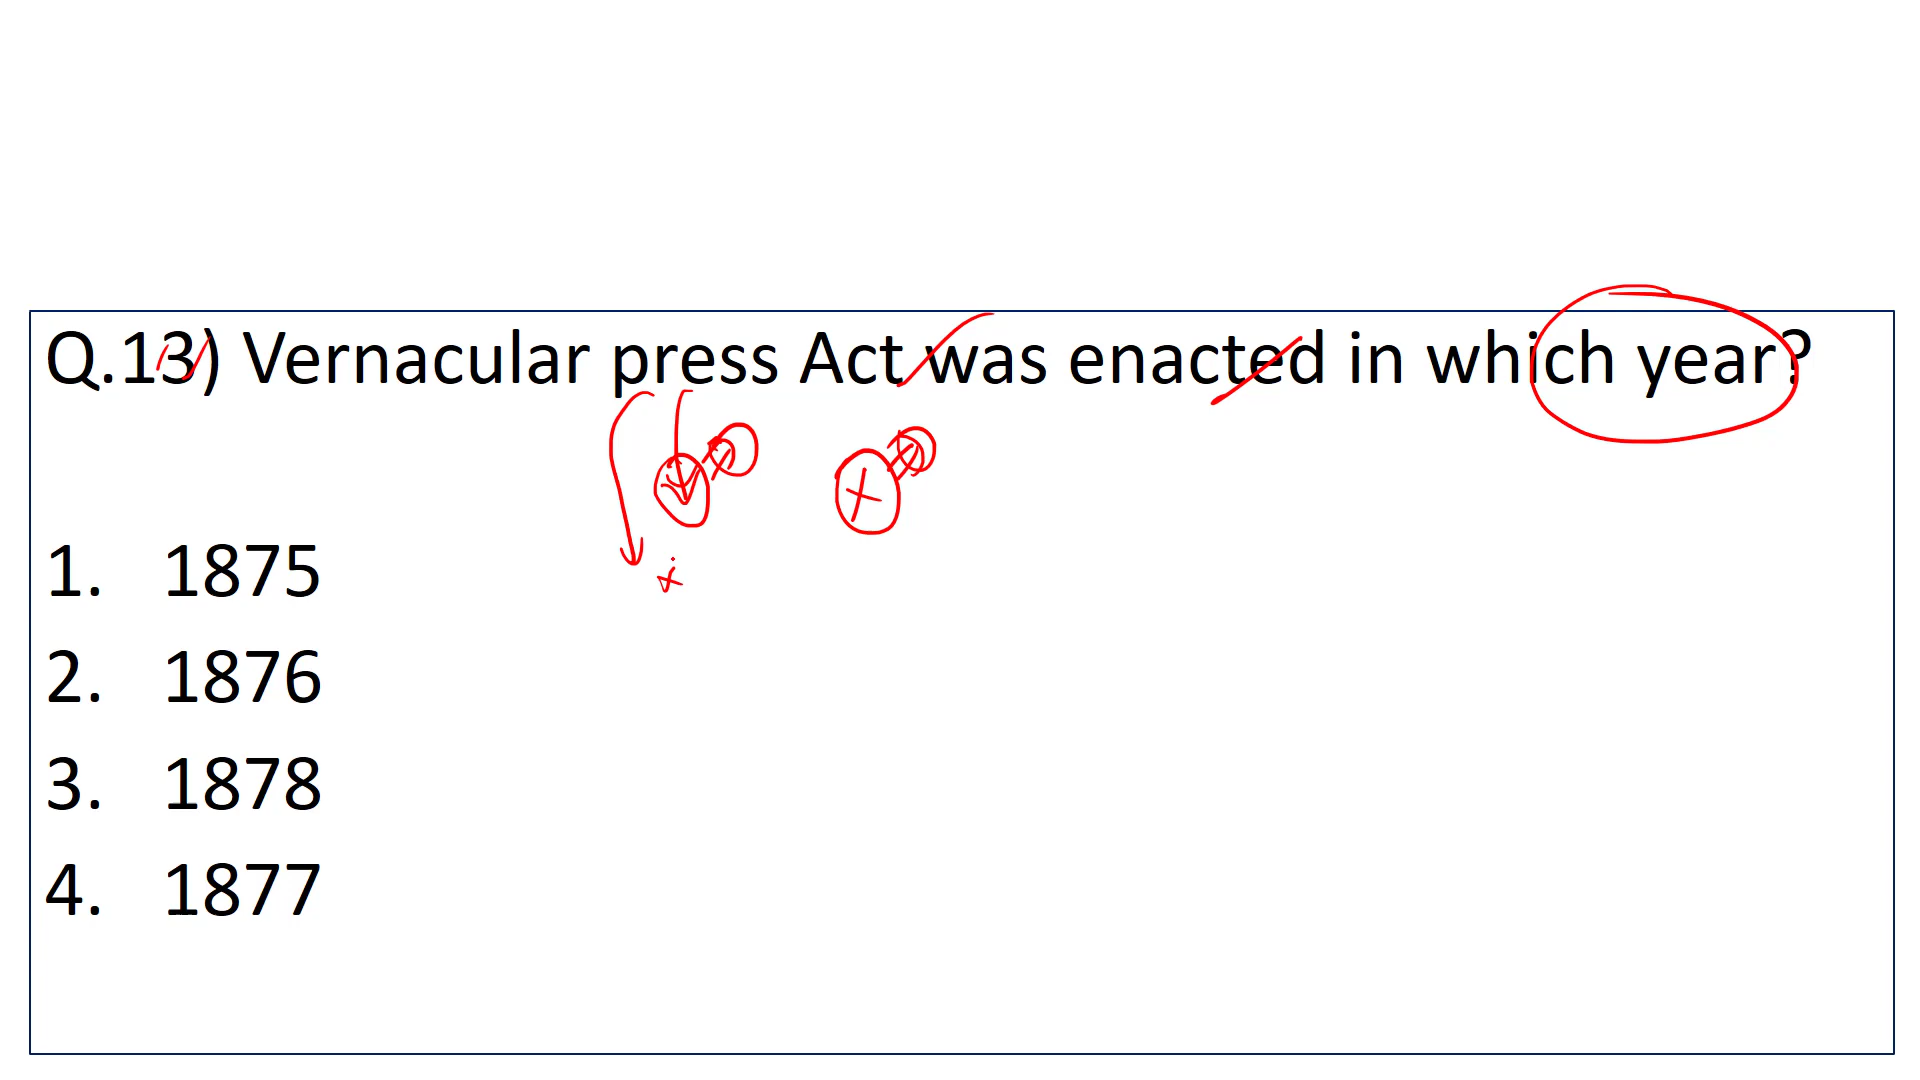 Q.13) Vernacular press Act was enacted in which year?
1. 1875
2. 1876
3. 1878
4. 1877